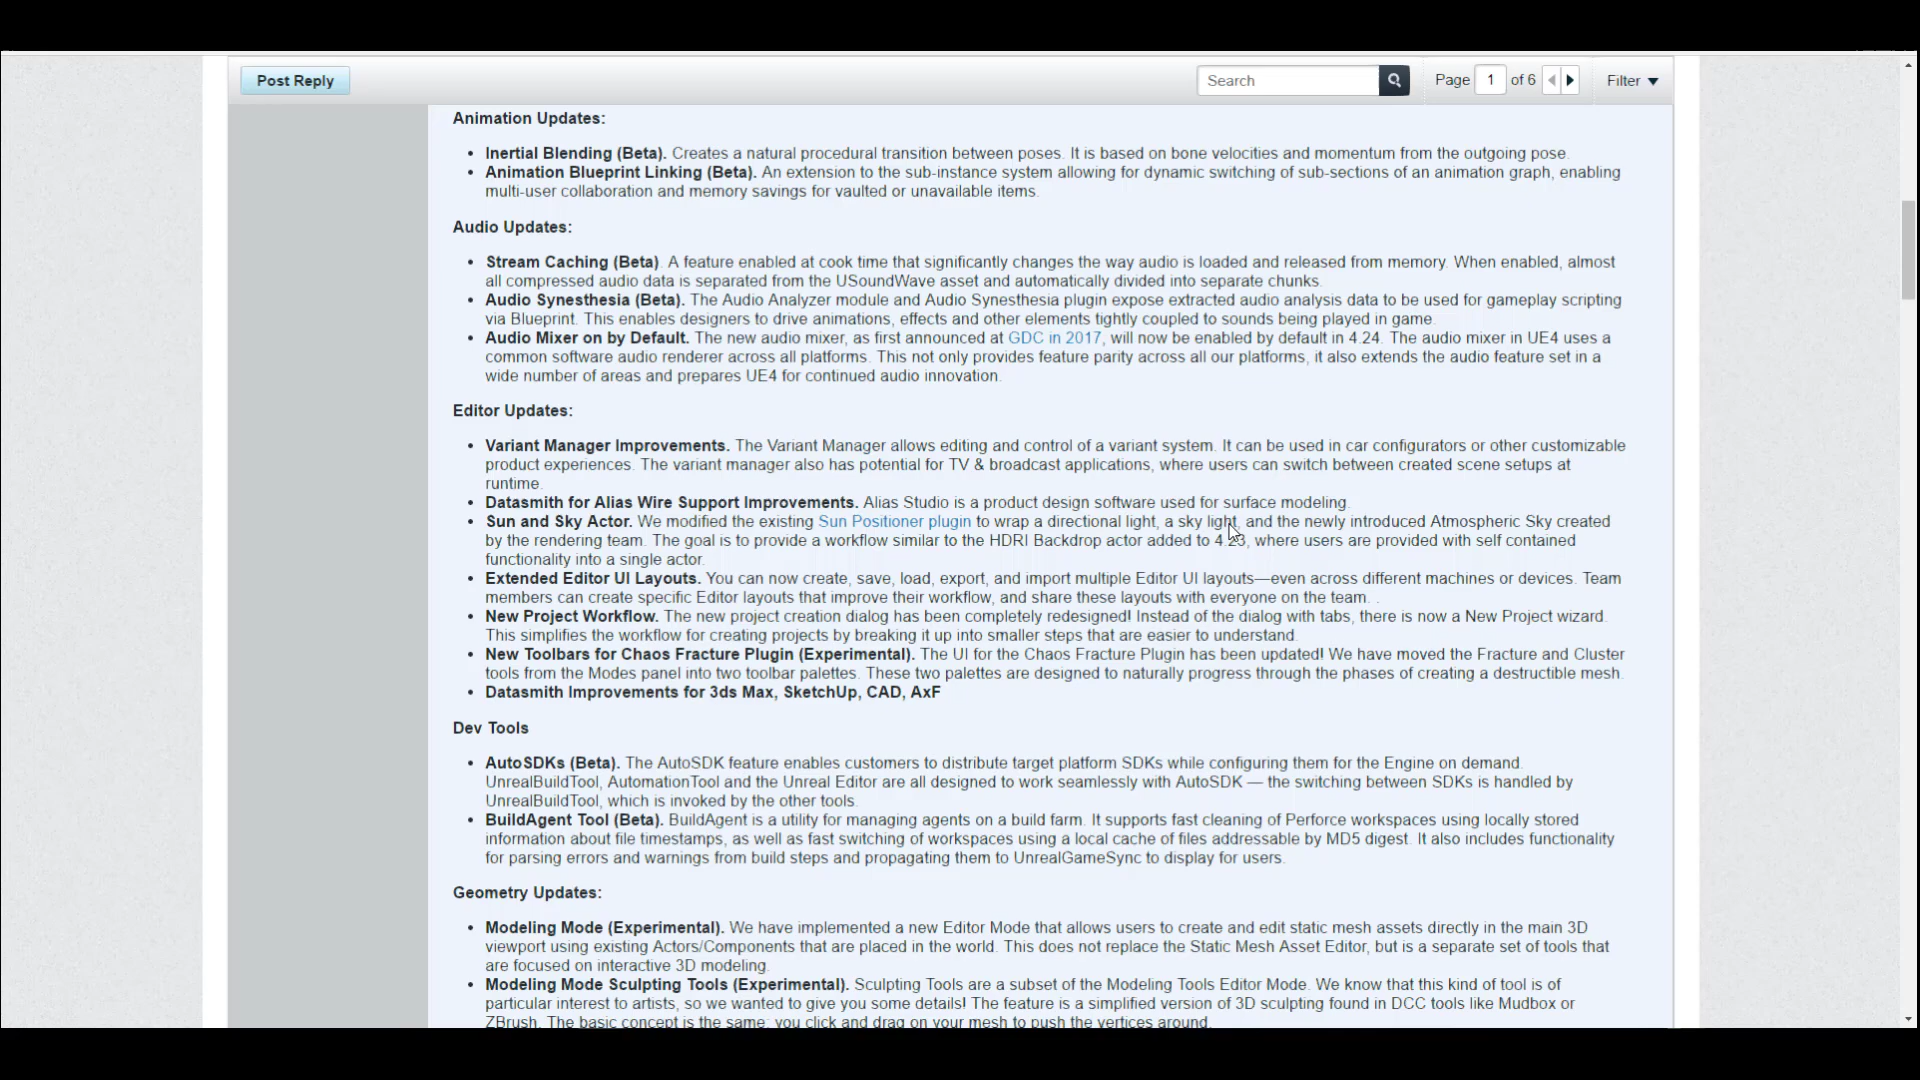 Post Reply
Search
Page 1 of 6
Filter
Animation Updates:
• Inertial Blending (Beta). Creates a natural procedural transition between poses. It is based on bone velocities and momentum from the outgoing pose.
• Animation Blueprint Linking (Beta). An extension to the sub-instance system allowing for dynamic switching of sub-sections of an animation graph, enabling
multi-user collaboration and memory savings for vaulted or unavailable items.
Audio Updates:
• Stream Caching (Beta). A feature enabled at cook time that significantly changes the way audio is loaded and released from memory. When enabled, almost
all compressed audio data is separated from the USoundWave asset and automatically divided into separate chunks.
• Audio Synesthesia (Beta). The Audio Analyzer module and Audio Synesthesia plugin expose extracted audio analysis data to be used for gameplay scripting
via Blueprint. This enables designers to drive animations, effects and other elements tightly coupled to sounds being played in game.
• Audio Mixer on by Default. The new audio mixer, as first announced at GDC in 2017, will now be enabled by default in 4.24. The audio mixer in UE4 uses a
common software audio renderer across all platforms. This not only provides feature parity across all our platforms, it also extends the audio feature set in a
wide number of areas and prepares UE4 for continued audio innovation.
Editor Updates:
• Variant Manager Improvements. The Variant Manager allows editing and control of a variant system. It can be used in car configurators or other customizable
product experiences. The variant manager also has potential for TV & broadcast applications, where users can switch between created scene setups at
runtime.
• Datasmith for Alias Wire Support Improvements. Alias Studio is a product design software used for surface modeling.
• Sun and Sky Actor. We modified the existing Sun Positioner plugin to wrap a directional light, a sky light, and the newly introduced Atmospheric Sky created
by the rendering team. The goal is to provide a workflow similar to the HDRI Backdrop actor added to 4.23, where users are provided with self contained
functionality into a single actor.
• Extended Editor UI Layouts. You can now create, save, load, export, and import multiple Editor UI layouts—even across different machines or devices. Team
members can create specific Editor layouts that improve their workflow, and share these layouts with everyone on the team. .
• New Project Workflow. The new project creation dialog has been completely redesigned! Instead of the dialog with tabs, there is now a New Project wizard.
This simplifies the workflow for creating projects by breaking it up into smaller steps that are easier to understand.
• New Toolbars for Chaos Fracture Plugin (Experimental). The UI for the Chaos Fracture Plugin has been updated! We have moved the Fracture and Cluster
tools from the Modes panel into two toolbar palettes. These two palettes are designed to naturally progress through the phases of creating a destructible mesh.
• Datasmith Improvements for 3ds Max, SketchUp, CAD, AxF
Dev Tools
• AutoSDKs (Beta). The AutoSDK feature enables customers to distribute target platform SDKs while configuring them for the Engine on demand.
UnrealBuildTool, AutomationTool and the Unreal Editor are all designed to work seamlessly with AutoSDK — the switching between SDKs is handled by
UnrealBuildTool, which is invoked by the other tools.
• BuildAgent Tool (Beta). BuildAgent is a utility for managing agents on a build farm. It supports fast cleaning of Perforce workspaces using locally stored
information about file timestamps, as well as fast switching of workspaces using a local cache of files addressable by MD5 digest. It also includes functionality
for parsing errors and warnings from build steps and propagating them to UnrealGameSync to display for users.
Geometry Updates:
• Modeling Mode (Experimental). We have implemented a new Editor Mode that allows users to create and edit static mesh assets directly in the main 3D
viewport using existing Actors/Components that are placed in the world. This does not replace the Static Mesh Asset Editor, but is a separate set of tools that
are focused on interactive 3D modeling.
• Modeling Mode Sculpting Tools (Experimental). Sculpting Tools are a subset of the Modeling Tools Editor Mode. We know that this kind of tool is of
particular interest to artists, so we wanted to give you some details! The feature is a simplified version of 3D sculpting found in DCC tools like Mudbox or
ZBrush. The basic concept is the same: you click and drag on your mesh to push the vertices around.